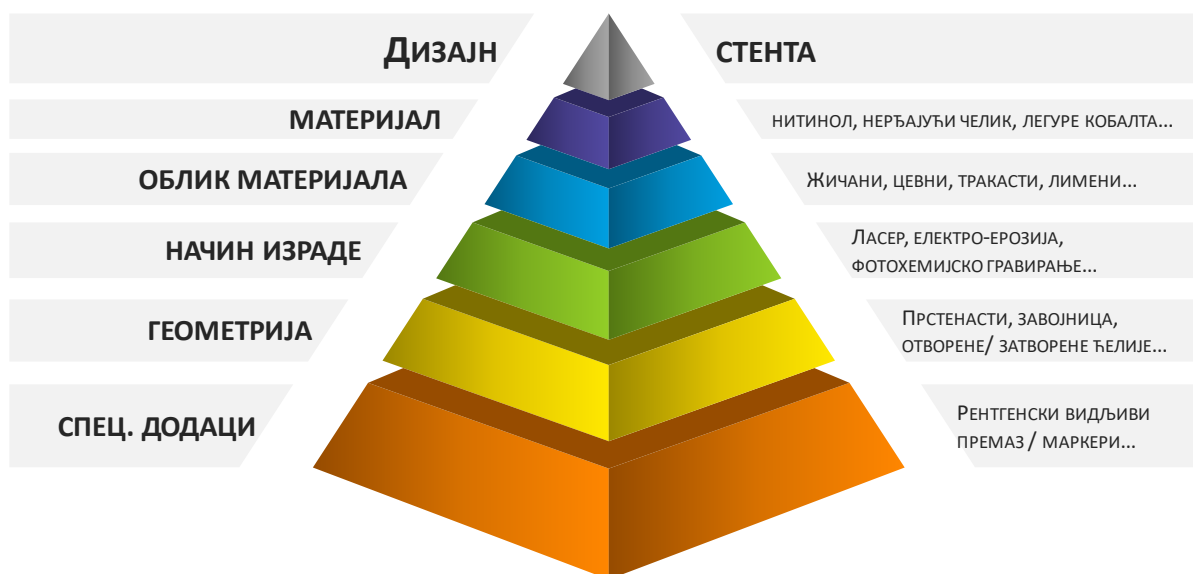 Дизајн СТЕНТА
МАТЕРИЈАЛ
НИТИНОЛ, НЕРЂАЈУЋИ ЧЕЛИК, ЛЕГУРЕ КОБАЛТА...
ОБЛИК МАТЕРИЈАЛА
ЖИЧАНИ, ЦЕВНИ, ТРАКАСТИ, ЛИМЕНИ...
НАЧИН ИЗРАДЕ
ЛАСЕР, ЕЛЕКТРО-ЕРОЗИЈА,
ФОТОХЕМИЈСКО ГРАВИРАЊЕ...
ГЕОМЕТРИЈА
ПРСТЕНАСТИ, ЗАВОЈНИЦА,
ОТВОРЕНЕ/ ЗАТВОРЕНЕ ЋЕЛИЈЕ...
СПЕЦ. ДОДАЦИ
РЕНТГЕНСКИ ВИДЉИВИ
ПРЕМАЗ / МАРКЕРИ...